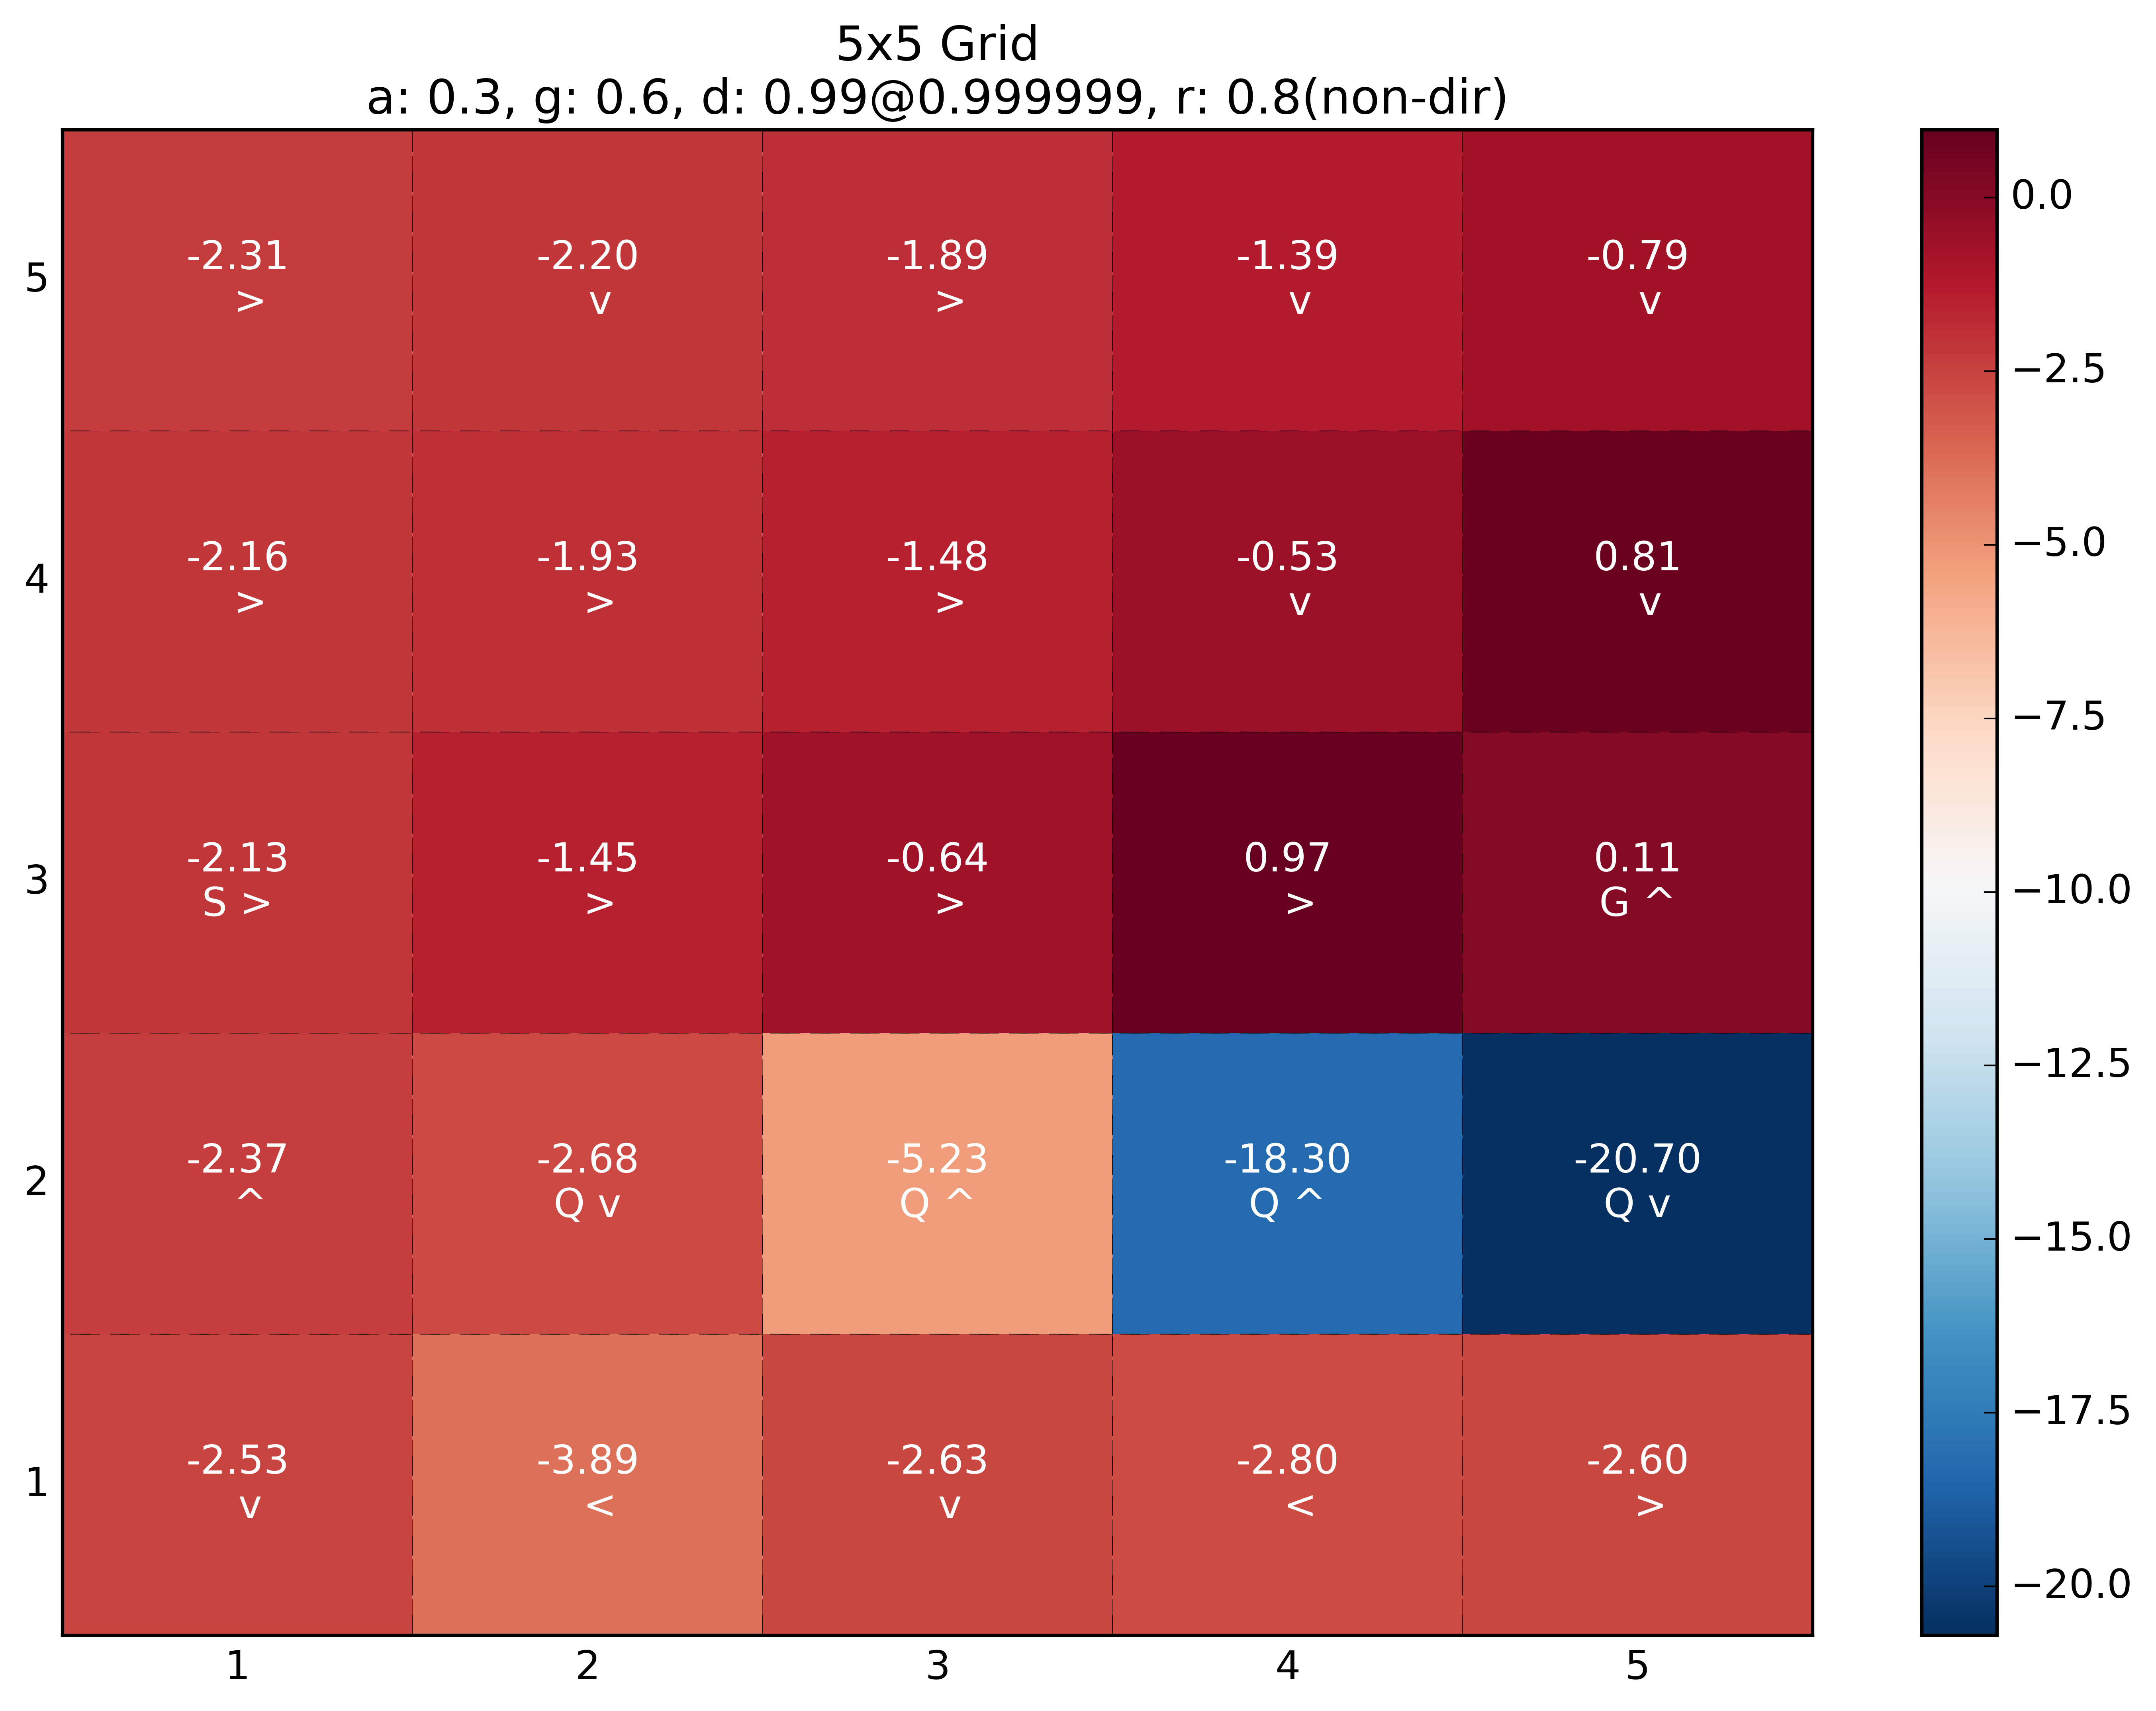 5x5 Grid
a: 0.3, g: 0.6, d: 0.99@0.999999, r: 0.8(non-dir)
5
-2.31 -2.20 -1.89 -1.39 -0.79
> v > v v
4
-2.16 -1.93 -1.48 -0.53 0.81
> > > v v
3
-2.13 -1.45 -0.64 0.97 0.11
S > > > > G ^
2
-2.37 -2.68 -5.23 -18.30 -20.70
^ Q v Q ^ Q ^ Q v
1
-2.53 -3.89 -2.63 -2.80 -2.60
v < v < >
1 2 3 4 5
0.0
−2.5
−5.0
−7.5
−10.0
−12.5
−15.0
−17.5
−20.0